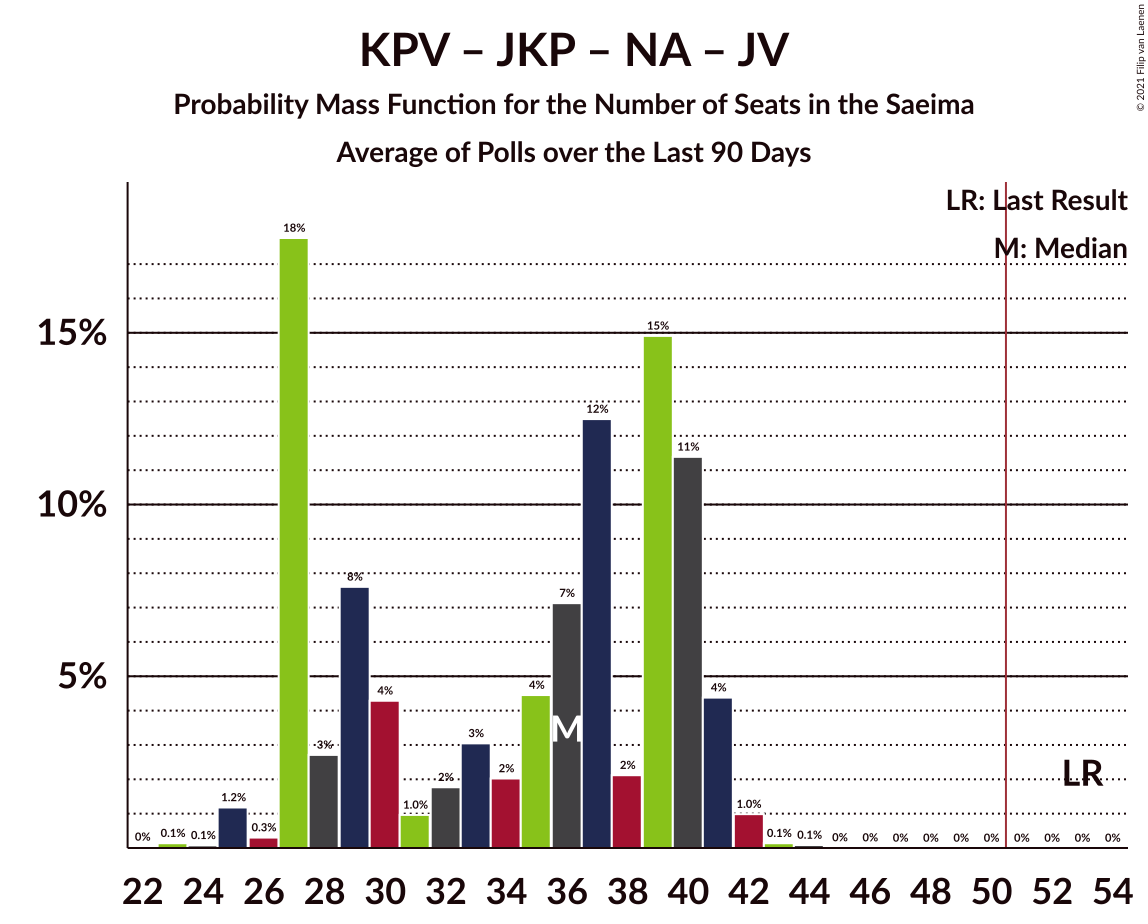 KPV – JKP – NA – JV
Probability Mass Function for the Number of Seats in the Saeima
Average of Polls over the Last 90 Days
© 2021 Filip van Laenen
LR: Last Result
M: Median
15%
10%
5%
0% 0.1% 0.1% 1.2% 0.3% 18% 3% 8% 4% 1.0% 2% 3% 2% 4% 7% 12% 2% 15% 11% 4% 1.0% 0.1% 0.1% 0% 0% 0% 0% 0% 0% 0% 0% 0% 0%
M
LR
22 24 26 28 30 32 34 36 38 40 42 44 46 48 50 52 54